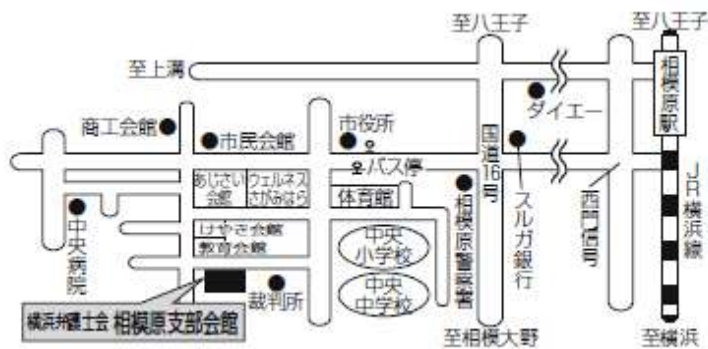 至八王子
至八王子
至上溝
相模原駅
ダイエー
商工会館
市民会館
市役所
国道16号
バス停
あじさい
会館
ウェルネス
さがみはら
体育館
相模原警察署
スルガ銀行
西門信号
JR横浜線
中央病院
けやき会館
教育会館
中央
小学校
中央
中学校
裁判所
横浜弁護士会 相模原支部会館
至相模大野
至横浜